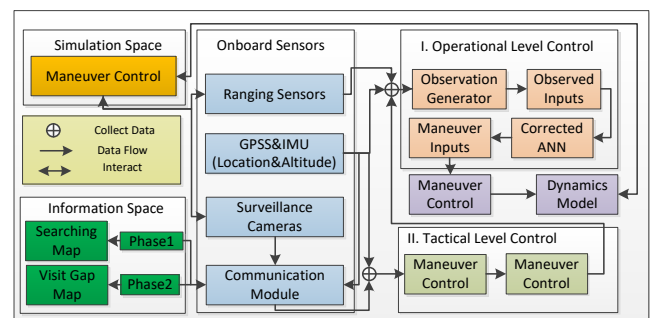 Simulation Space
Maneuver Control
Collect Data
Data Flow
Interact
Information Space
Searching
Map
Phase1
Visit Gap
Map
Phase2
Onboard Sensors
Ranging Sensors
GPSS&IMU
(Location&Altitude)
Surveillance
Cameras
Communication
Module
I. Operational Level Control
Observation
Generator
Observed
Inputs
Maneuver
Inputs
Corrected
ANN
Maneuver
Control
Dynamics
Model
II. Tactical Level Control
Maneuver
Control
Maneuver
Control